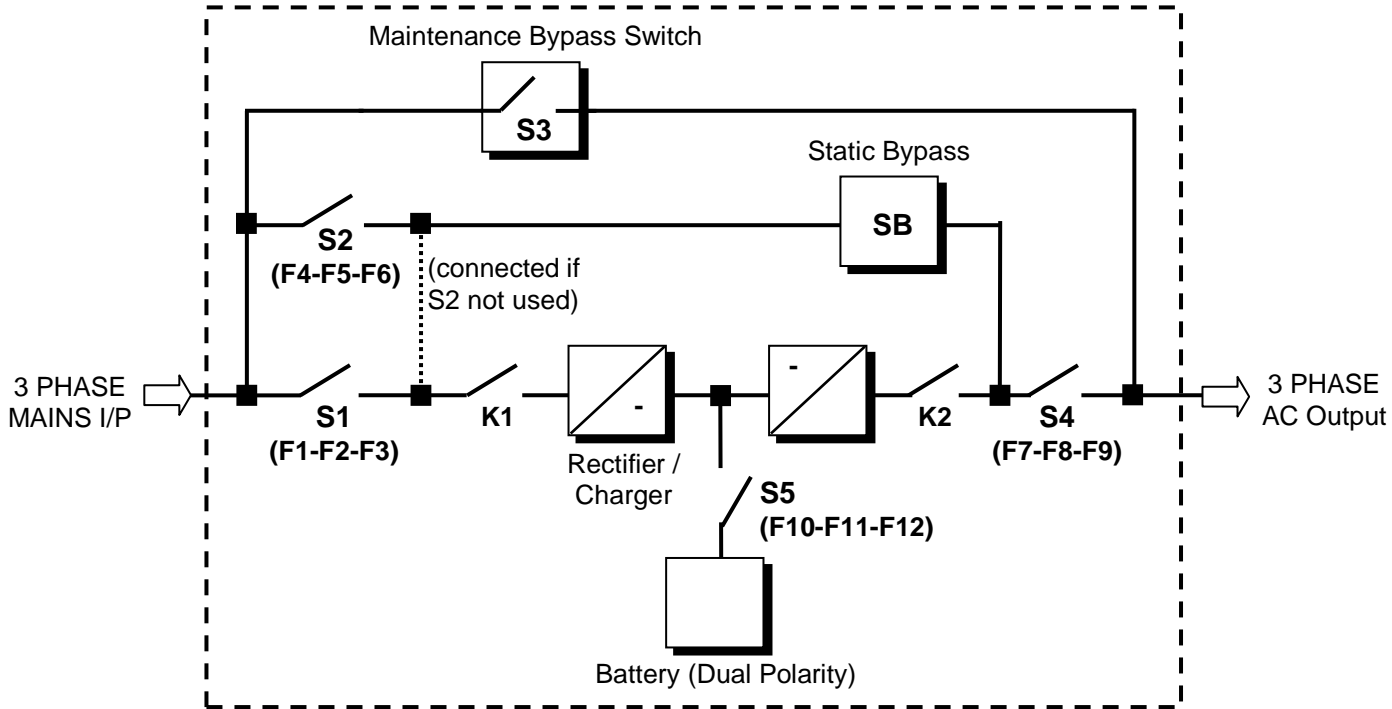 Maintenance Bypass Switch
S3
Static Bypass
SB
S2
(F4-F5-F6)
(connected if
S2 not used)
3 PHASE
MAINS I/P
S1
(F1-F2-F3)
K1
-
Rectifier /
Charger
-
K2
S4
(F7-F8-F9)
3 PHASE
AC Output
S5
(F10-F11-F12)
Battery (Dual Polarity)